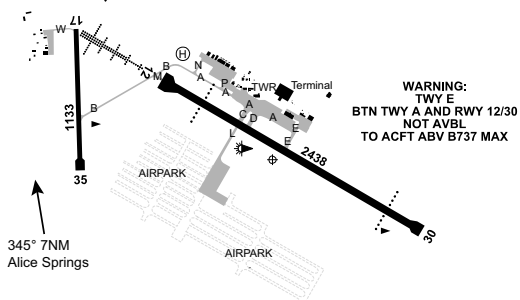 17
W
B
M
12
H
N
A
P
A
TWR
Terminal
A
C
D
A
E
E
L
B
1133
35
2438
30
WARNING:
TWY E
BTN TWY A AND RWY 12/30
NOT AVBL
TO ACFT ABV B737 MAX
AIRPARK
AIRPARK
345° 7NM
Alice Springs